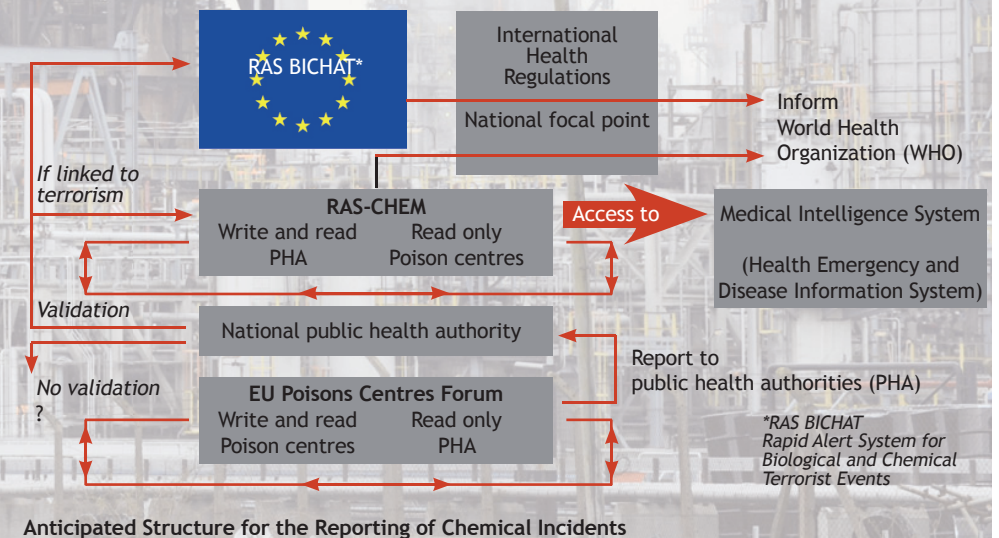 RAS BICHAT*
International
Health
Regulations
National focal point
Inform
World Health
Organization (WHO)
If linked to
terrorism
RAS-CHEM
Write and read
PHA
Read only
Poison centres
Access to
Medical Intelligence System
(Health Emergency and
Disease Information System)
Validation
National public health authority
No validation
?
EU Poisons Centres Forum
Write and read
Poison centres
Read only
PHA
Report to
public health authorities (PHA)
*RAS BICHAT
Rapid Alert System for
Biological and Chemical
Terrorist Events
Anticipated Structure for the Reporting of Chemical Incidents